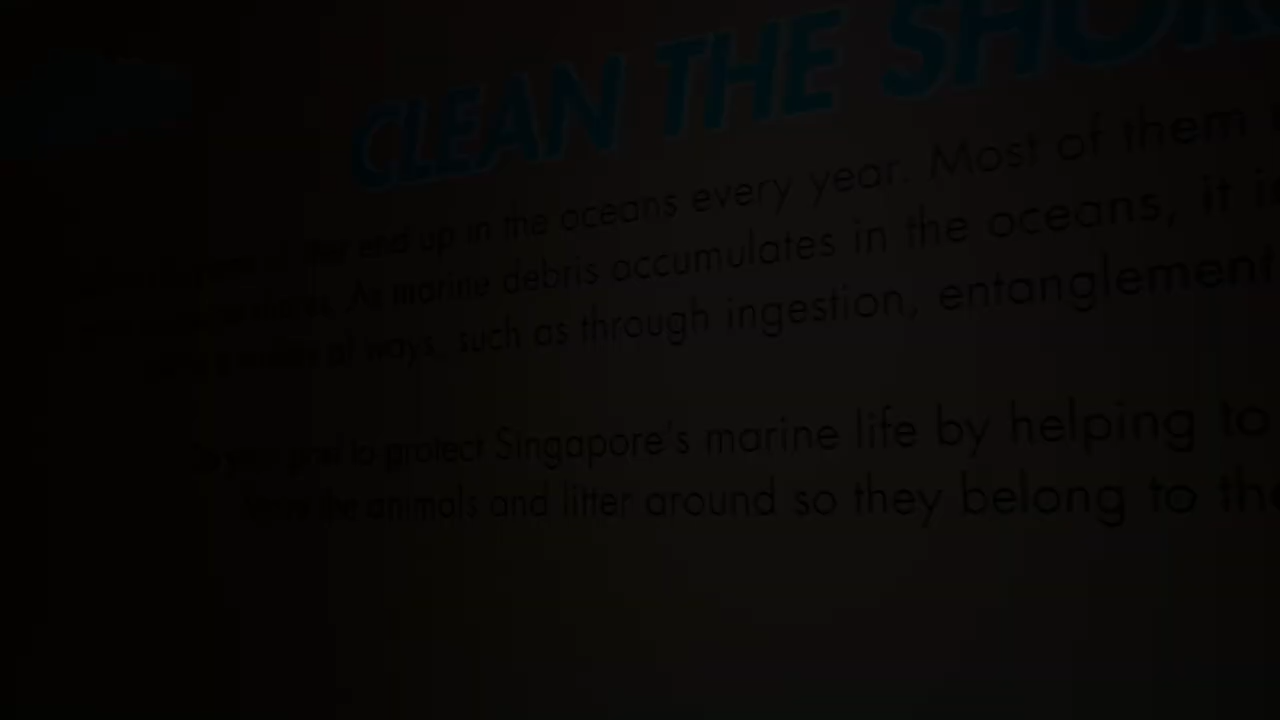 CLEAN THE
end up in the oceans every year. Most of them
As marine debris accumulates in the oceans, it
of ways, such as through ingestion, entanglement
to protect Singapore's marine life by helping to
the animals and litter around so they belong to